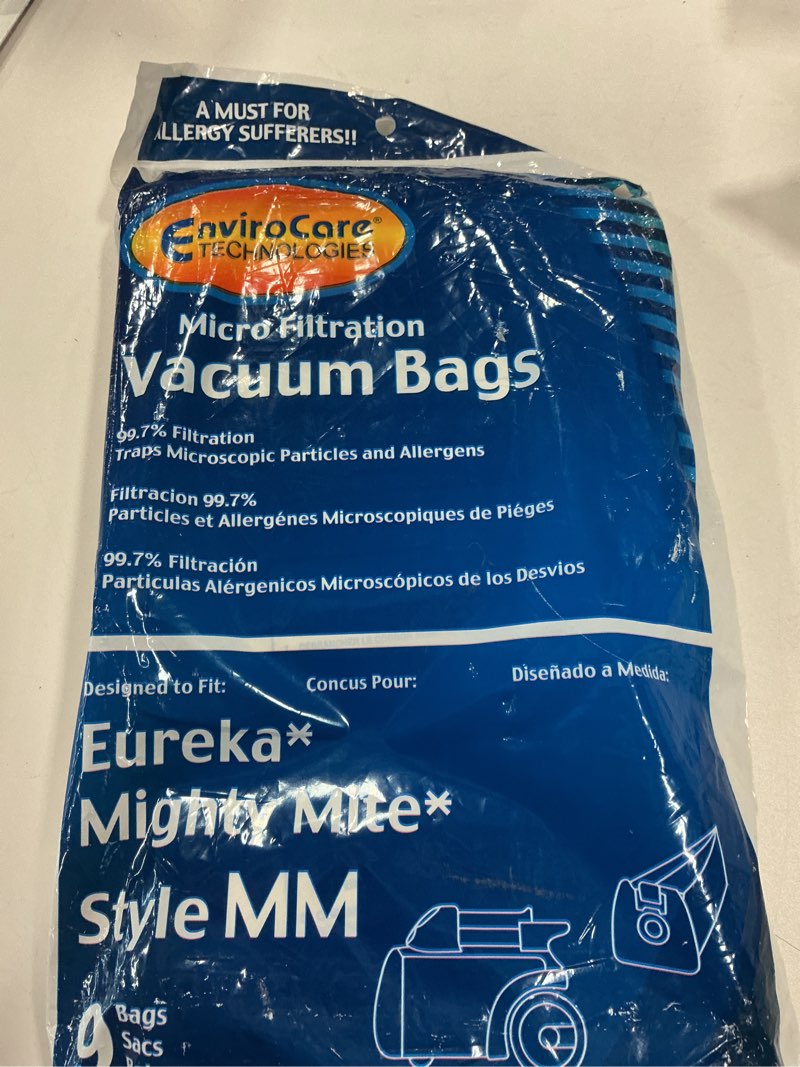 A MUST FOR
ALLERGY SUFFERERS!!
EnviroCare®
TECHNOLOGIES
Micro Filtration
Vacuum Bags
99.7% Filtration
Traps Microscopic Particles and Allergens
Filtracion 99.7%
Particles et Allergénes Microscopiques de Piéges
99.7% Filtración
Particulas Alérgenicos Microscópicos de los Desvios
Designed to Fit:
Concus Pour:
Diseñado a Medida:
Eureka*
Mighty Mite*
Style MM
9 Bags
Sacs